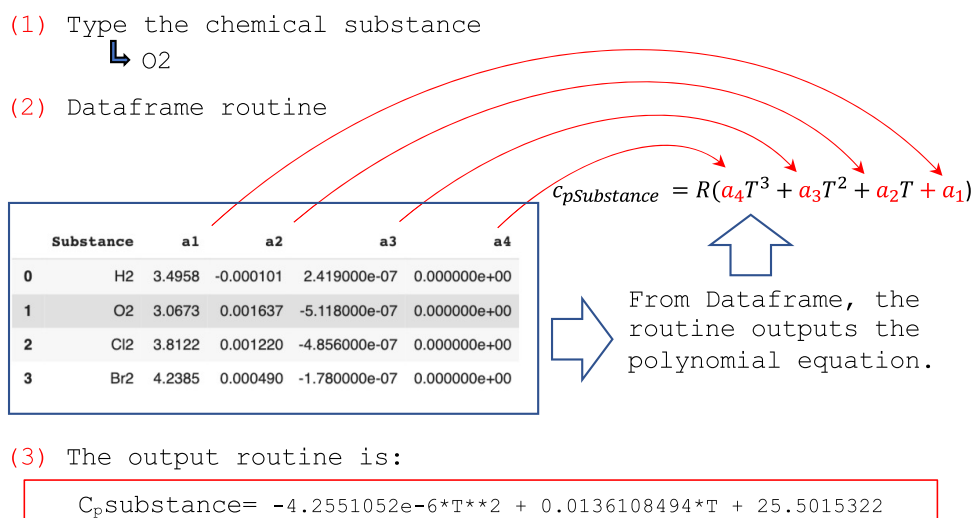 (1) Type the chemical substance
O2
(2) Dataframe routine
c_pSubstance = R(a₄T³ + a₃T² + a₂T + a₁)
Substance a1 a2 a3 a4
0 H2 3.4958 -0.000101 2.419000e-07 0.000000e+00
1 O2 3.0673 0.001637 -5.118000e-07 0.000000e+00
2 Cl2 3.8122 0.001220 -4.856000e-07 0.000000e+00
3 Br2 4.2385 0.000490 -1.780000e-07 0.000000e+00
From Dataframe, the
routine outputs the
polynomial equation.
(3) The output routine is:
Cₚsubstance= -4.2551052e-6*T**2 + 0.0136108494*T + 25.5015322